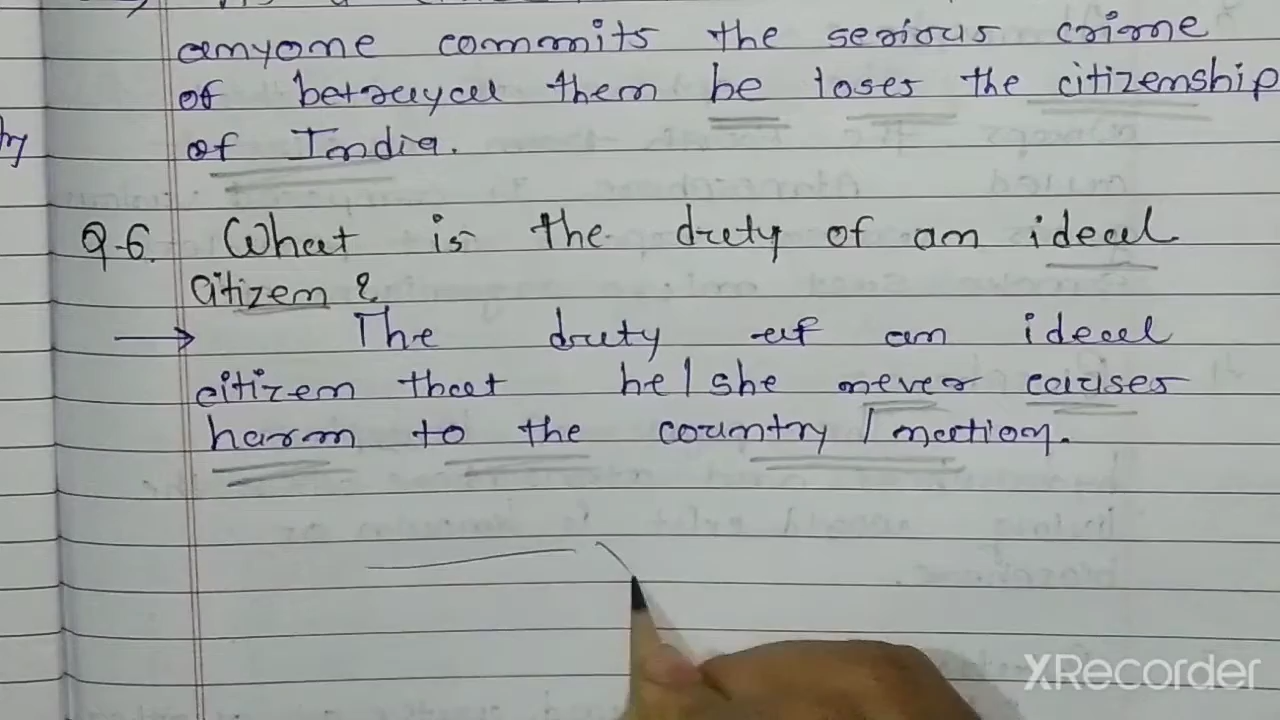 anyone commits the serious crime
of betrayal them he loses the citizenship
of India.
Q.6. What is the duty of an ideal
citizen ?
→ The duty of an ideal
citizen that he/she never causes
harm to the country / nation.
XRecorder